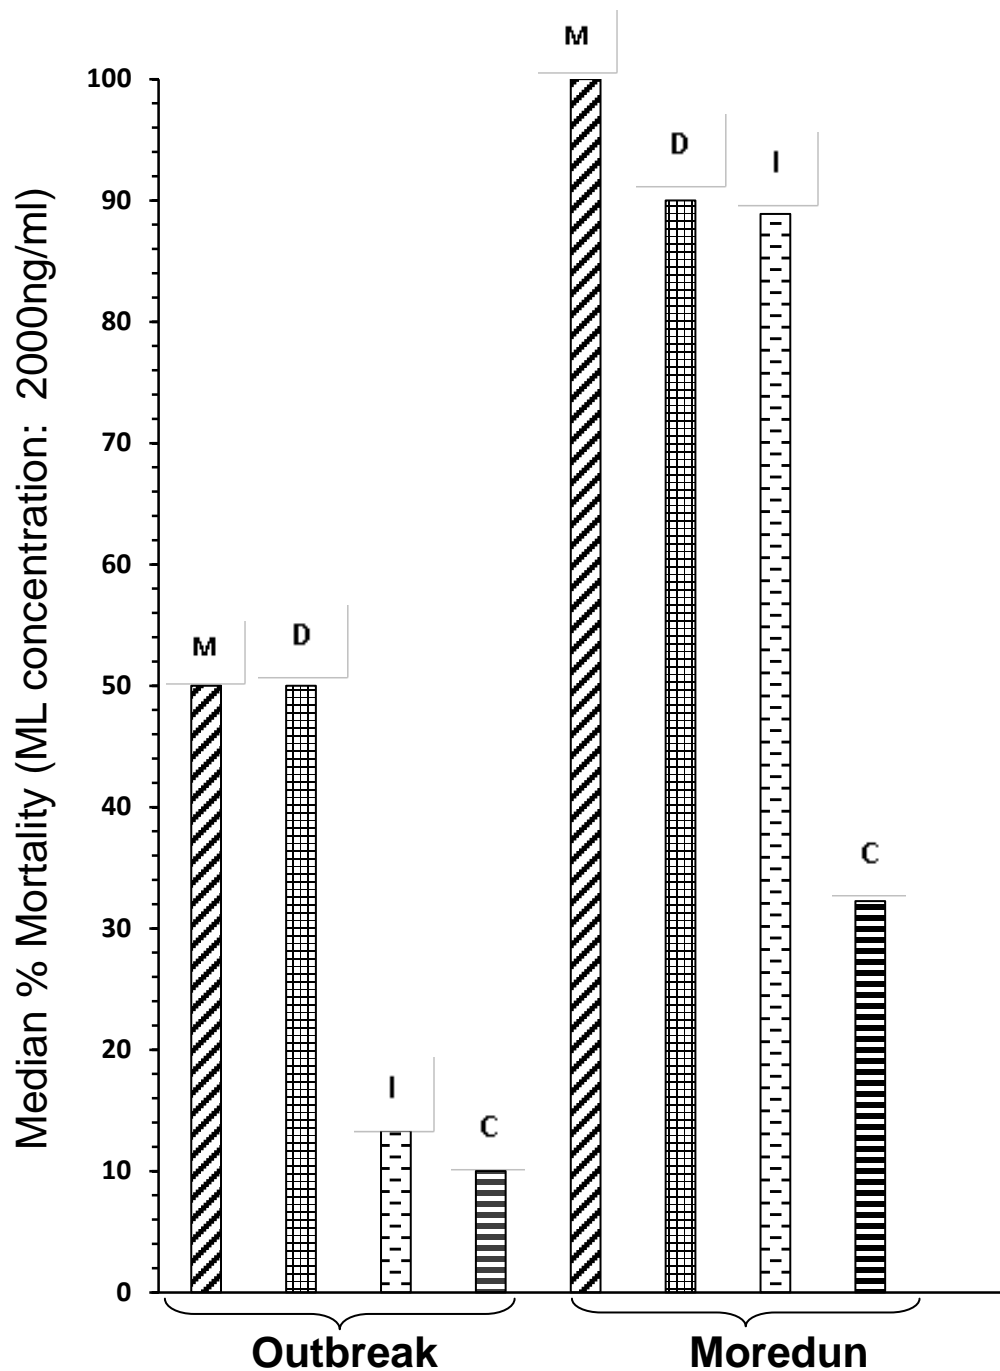 Median % Mortality (ML concentration: 2000ng/ml)
100
90
80
70
60
50
40
30
20
10
0
M
D
I
C
M
D
I
C
Outbreak
Moredun